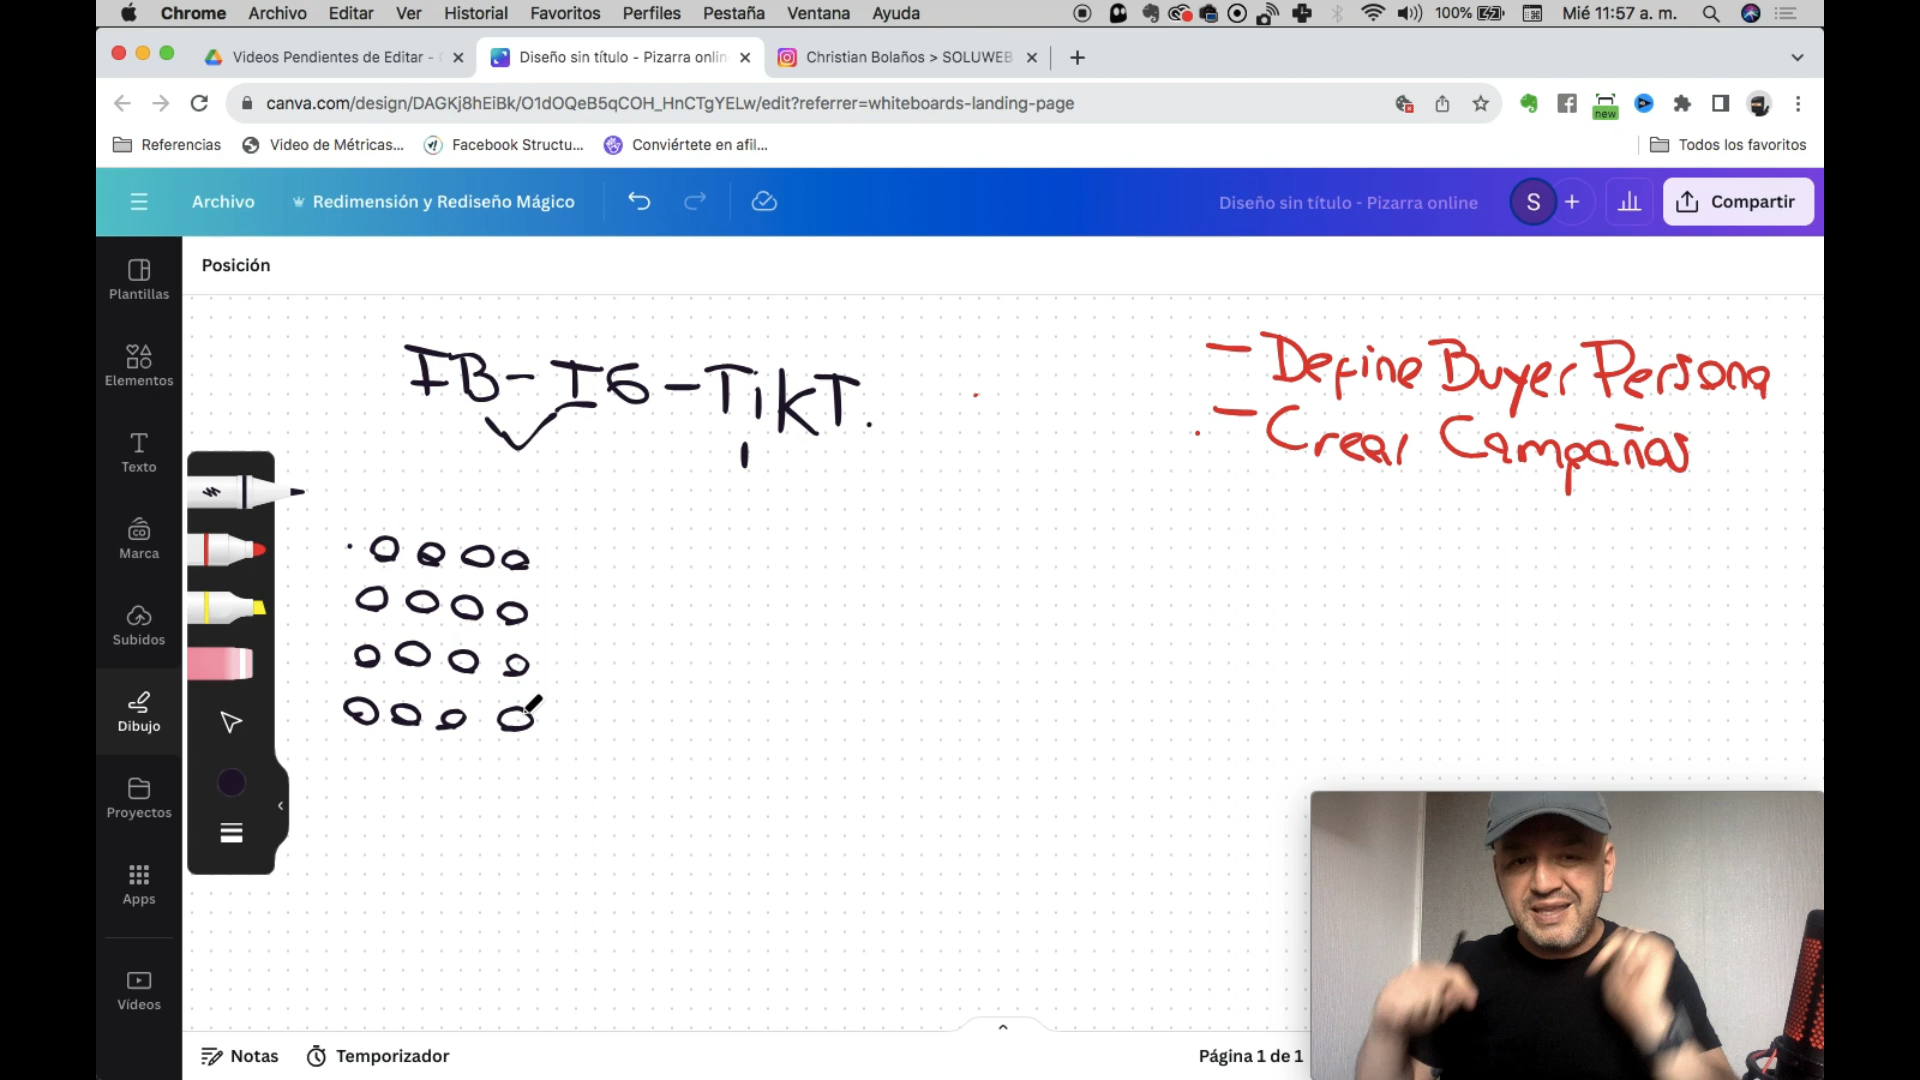 Chrome Archivo Editar Ver Historial Favoritos Perfiles Pestaña Ventana Ayuda 100% Mié 11:57 a. m.
Videos Pendientes de Editar - Diseño sin título - Pizarra onlin Christian Bolaños > SOLUWEB
canva.com/design/DAGKj8hEiBk/O1dOQeB5qCOH_HnCTgYELw/edit?referrer=whiteboards-landing-page
new
Referencias Video de Métricas... Facebook Structu... Conviértete en afil... Todos los favoritos
Archivo Redimensión y Rediseño Mágico Diseño sin título - Pizarra online S + Compartir
Posición
Plantillas
Elementos
Texto
CO
Marca
Subidos
Dibujo
Proyectos
Apps
Videos
FB - IG - TikT.
- Define Buyer Persona
- Crear Campañas
Notas Temporizador Página 1 de 1